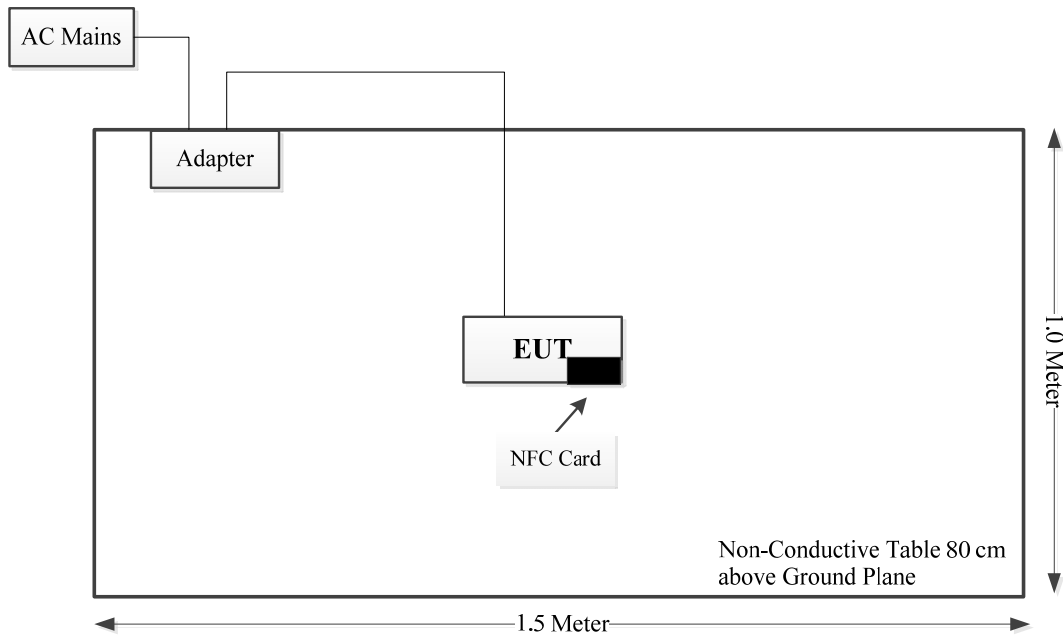 AC Mains
Adapter
EUT
NFC Card
1.0 Meter
Non-Conductive Table 80 cm
above Ground Plane
1.5 Meter